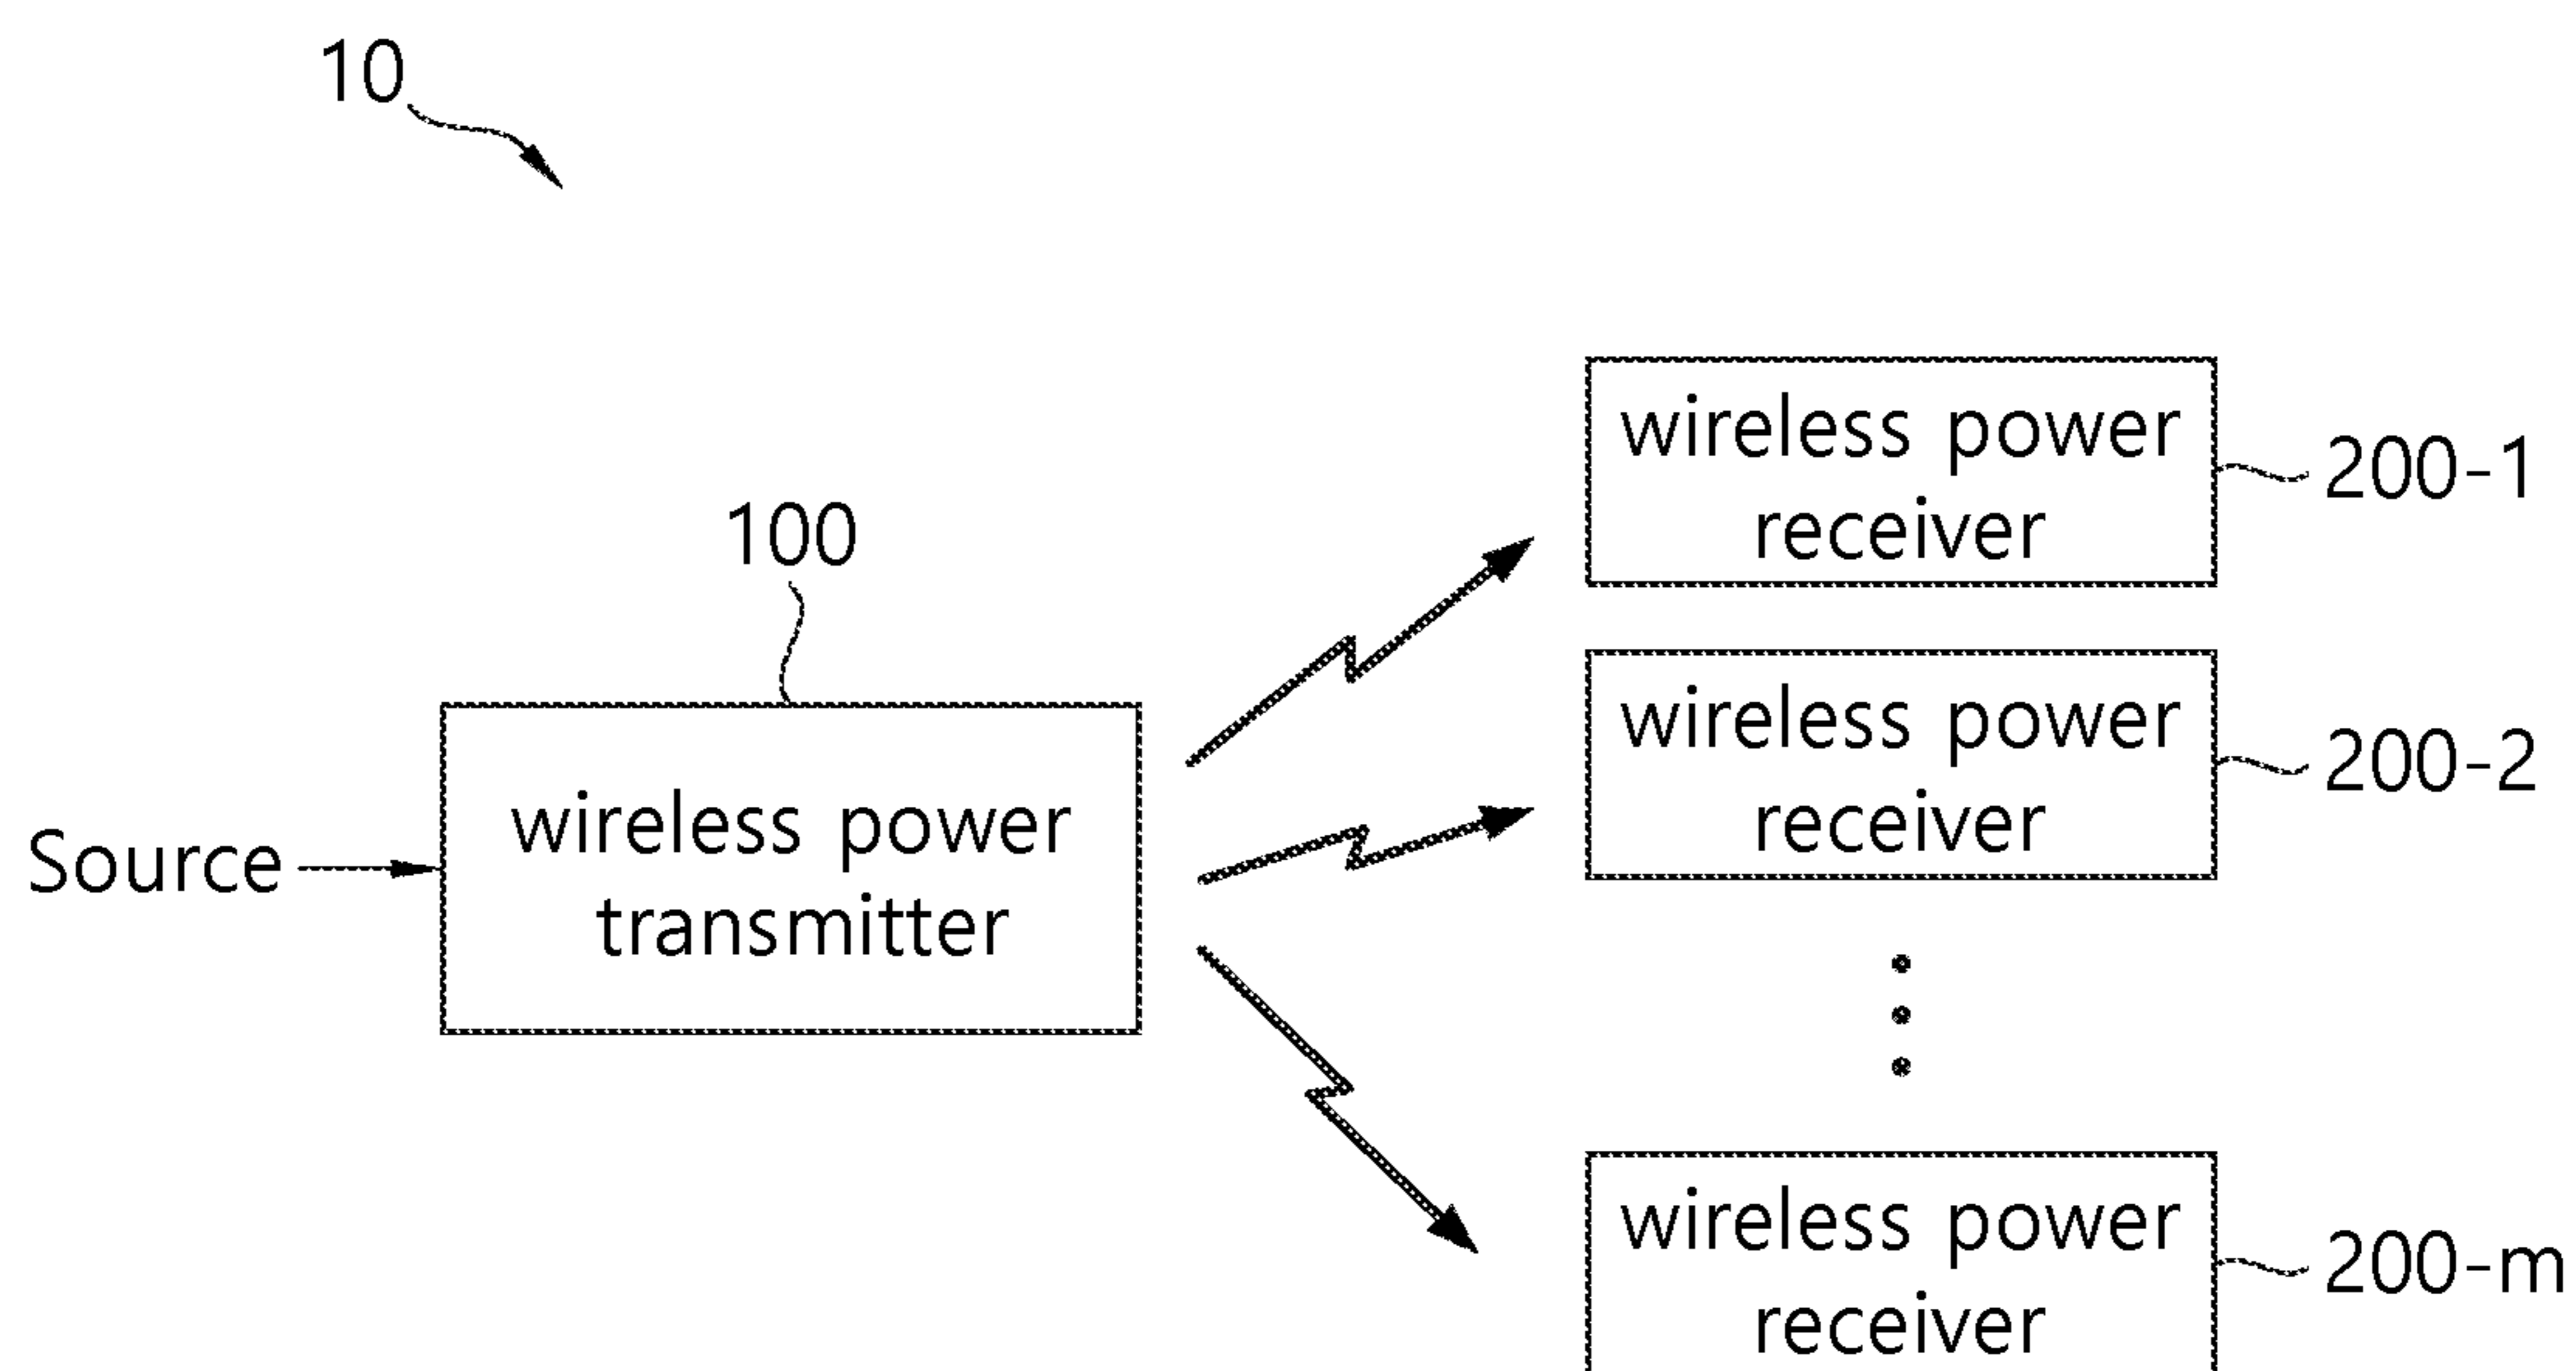 10
100
Source
wireless power
transmitter
wireless power
receiver
200-1
wireless power
receiver
200-2
wireless power
receiver
200-m